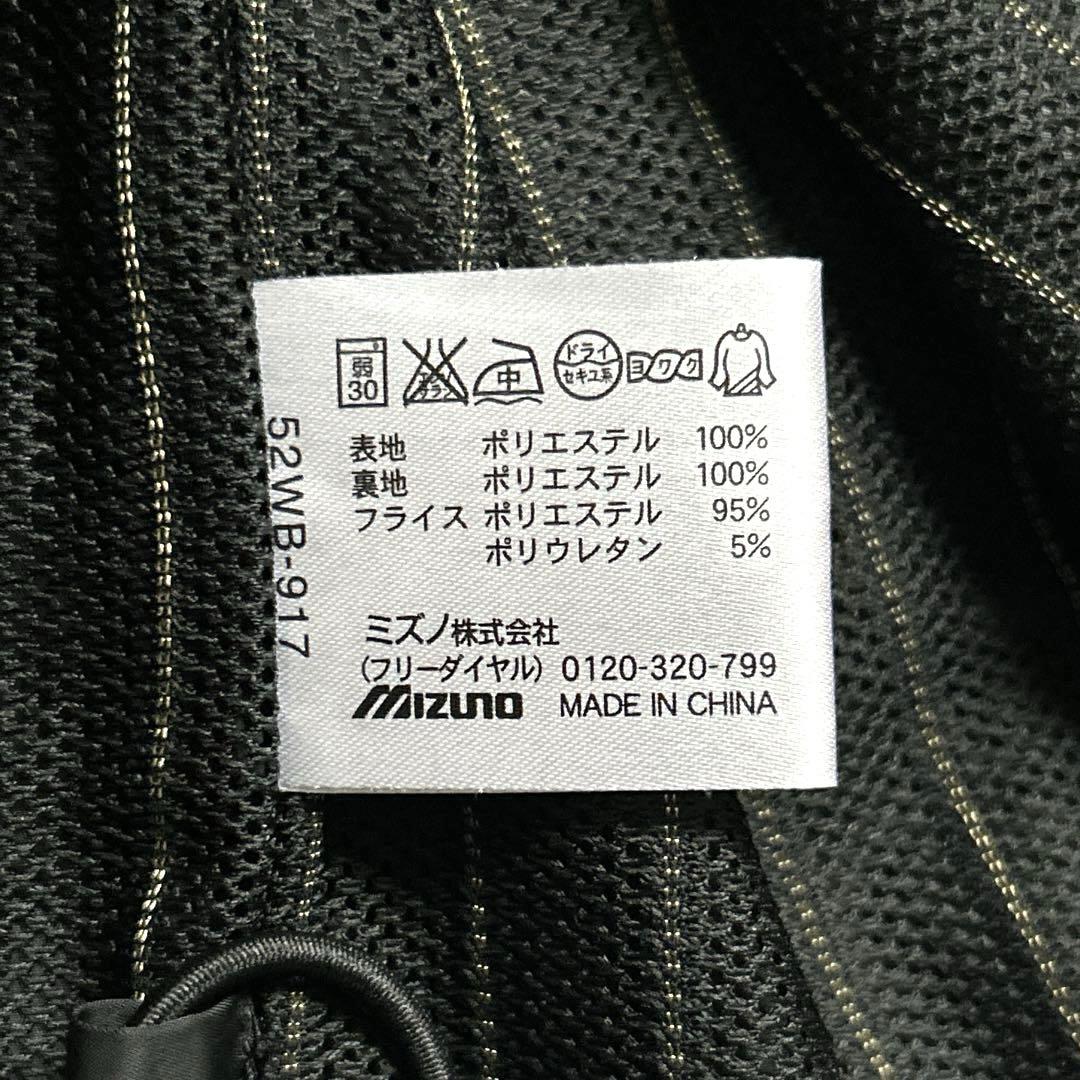 弱
30
エンソ
サラシ
中
ドライ
セキユ系
ヨワク
表地 ポリエステル 100%
裏地 ポリエステル 100%
フライス ポリエステル 95%
ポリウレタン 5%
ミズノ株式会社
(フリーダイヤル) 0120-320-799
MIZUNO MADE IN CHINA
52WB-917